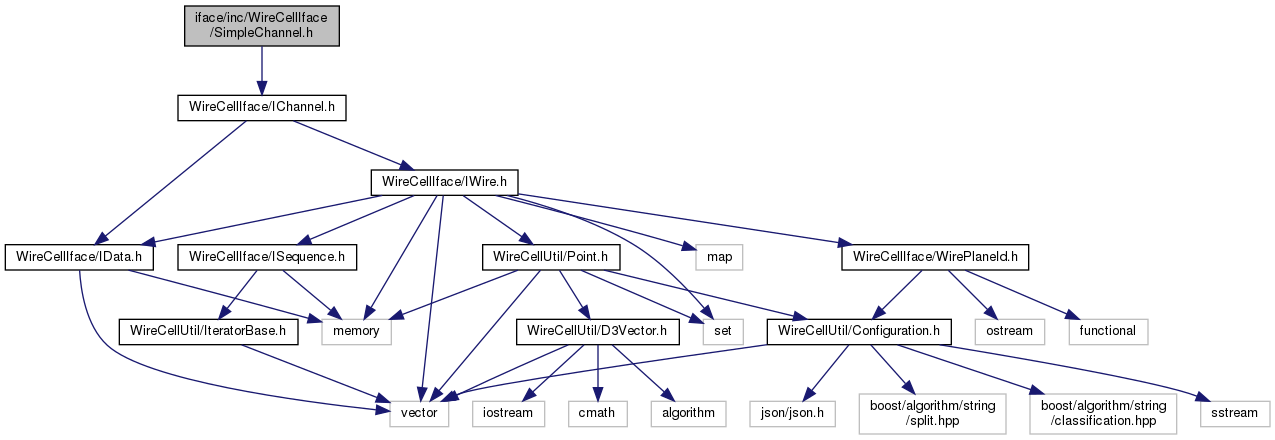 iface/inc/WireCellIface
/SimpleChannel.h
WireCellIface/IChannel.h
WireCellIface/IWire.h
WireCellIface/IData.h
WireCellIface/ISequence.h
WireCellUtil/Point.h
map
WireCellIface/WirePlaneId.h
WireCellUtil/IteratorBase.h
memory
WireCellUtil/D3Vector.h
set
WireCellUtil/Configuration.h
ostream
functional
vector
iostream
cmath
algorithm
json/json.h
boost/algorithm/string
/split.hpp
boost/algorithm/string
/classification.hpp
sstream